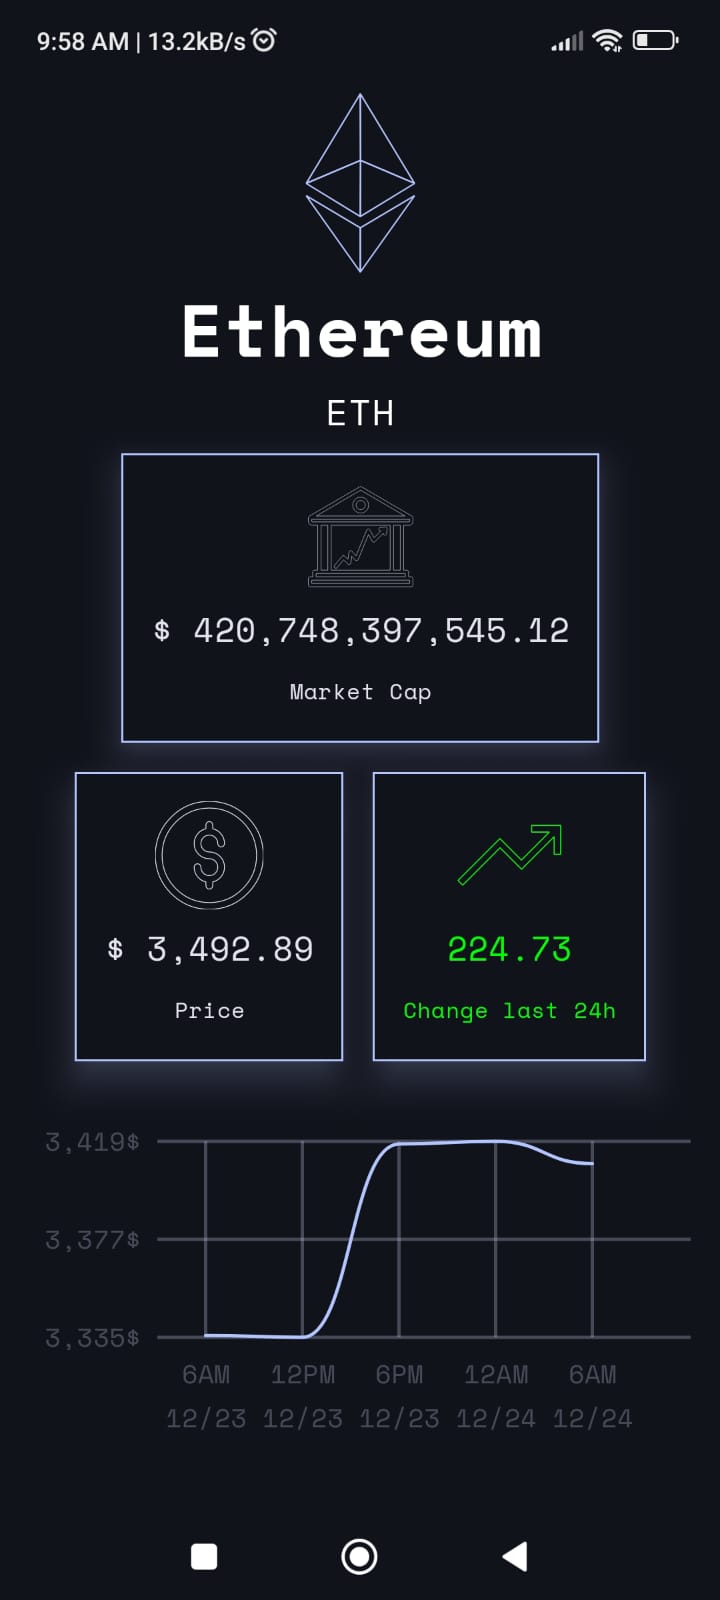 9:58 AM | 13.2kB/s
Ethereum
ETH
$ 420,748,397,545.12
Market Cap
$ 3,492.89
Price
224.73
Change last 24h
3,419$
3,377$
3,335$
6AM 12PM 6PM 12AM 6AM
12/23 12/23 12/23 12/24 12/24